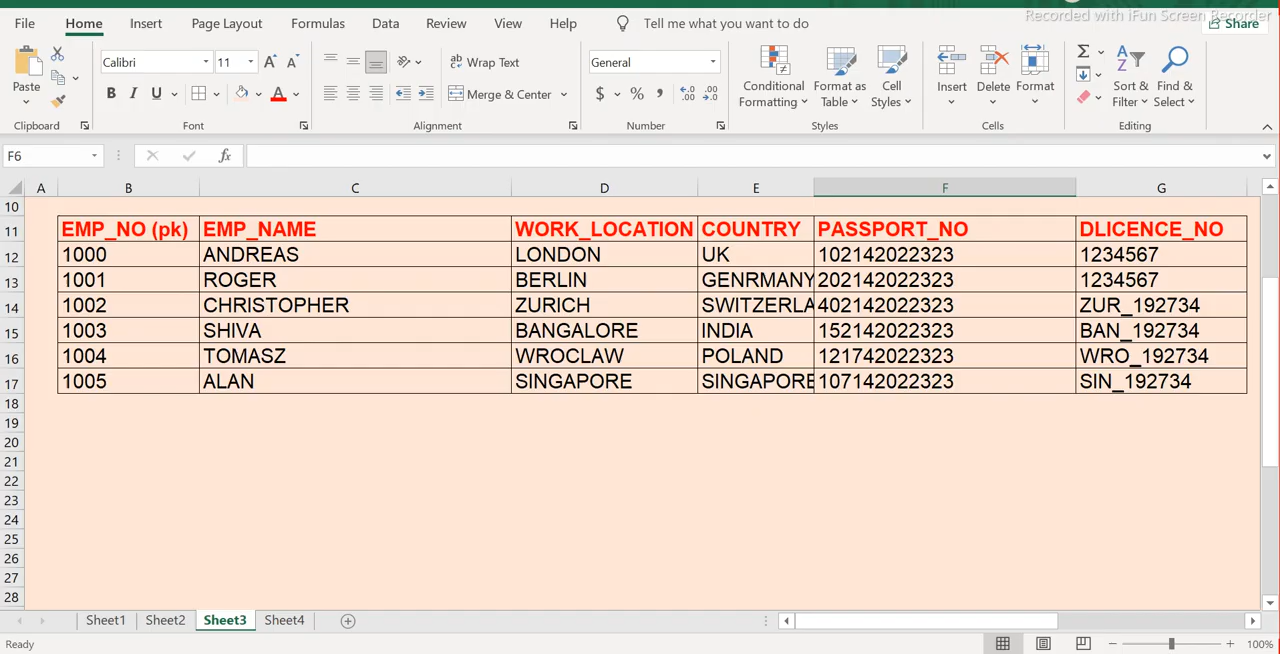 Recorded with iFun Screen Recorder
File Home Insert Page Layout Formulas Data Review View Help Tell me what you want to do Share
Paste
Calibri 11
B I U A
Wrap Text
Merge & Center
General
$ % ,
Conditional Formatting
Format as Table
Cell Styles
Insert Delete Format
Sort & Filter
Find & Select
Clipboard Font Alignment Number Styles Cells Editing
F6 fx
A B C D E F G
10
11 EMP_NO (pk) EMP_NAME WORK_LOCATION COUNTRY PASSPORT_NO DLICENCE_NO
12 1000 ANDREAS LONDON UK 102142022323 1234567
13 1001 ROGER BERLIN GENRMANY 202142022323 1234567
14 1002 CHRISTOPHER ZURICH SWITZERLA 402142022323 ZUR_192734
15 1003 SHIVA BANGALORE INDIA 152142022323 BAN_192734
16 1004 TOMASZ WROCLAW POLAND 121742022323 WRO_192734
17 1005 ALAN SINGAPORE SINGAPORE 107142022323 SIN_192734
18
19
20
21
22
23
24
25
26
27
28
Sheet1 Sheet2 Sheet3 Sheet4
Ready 100%